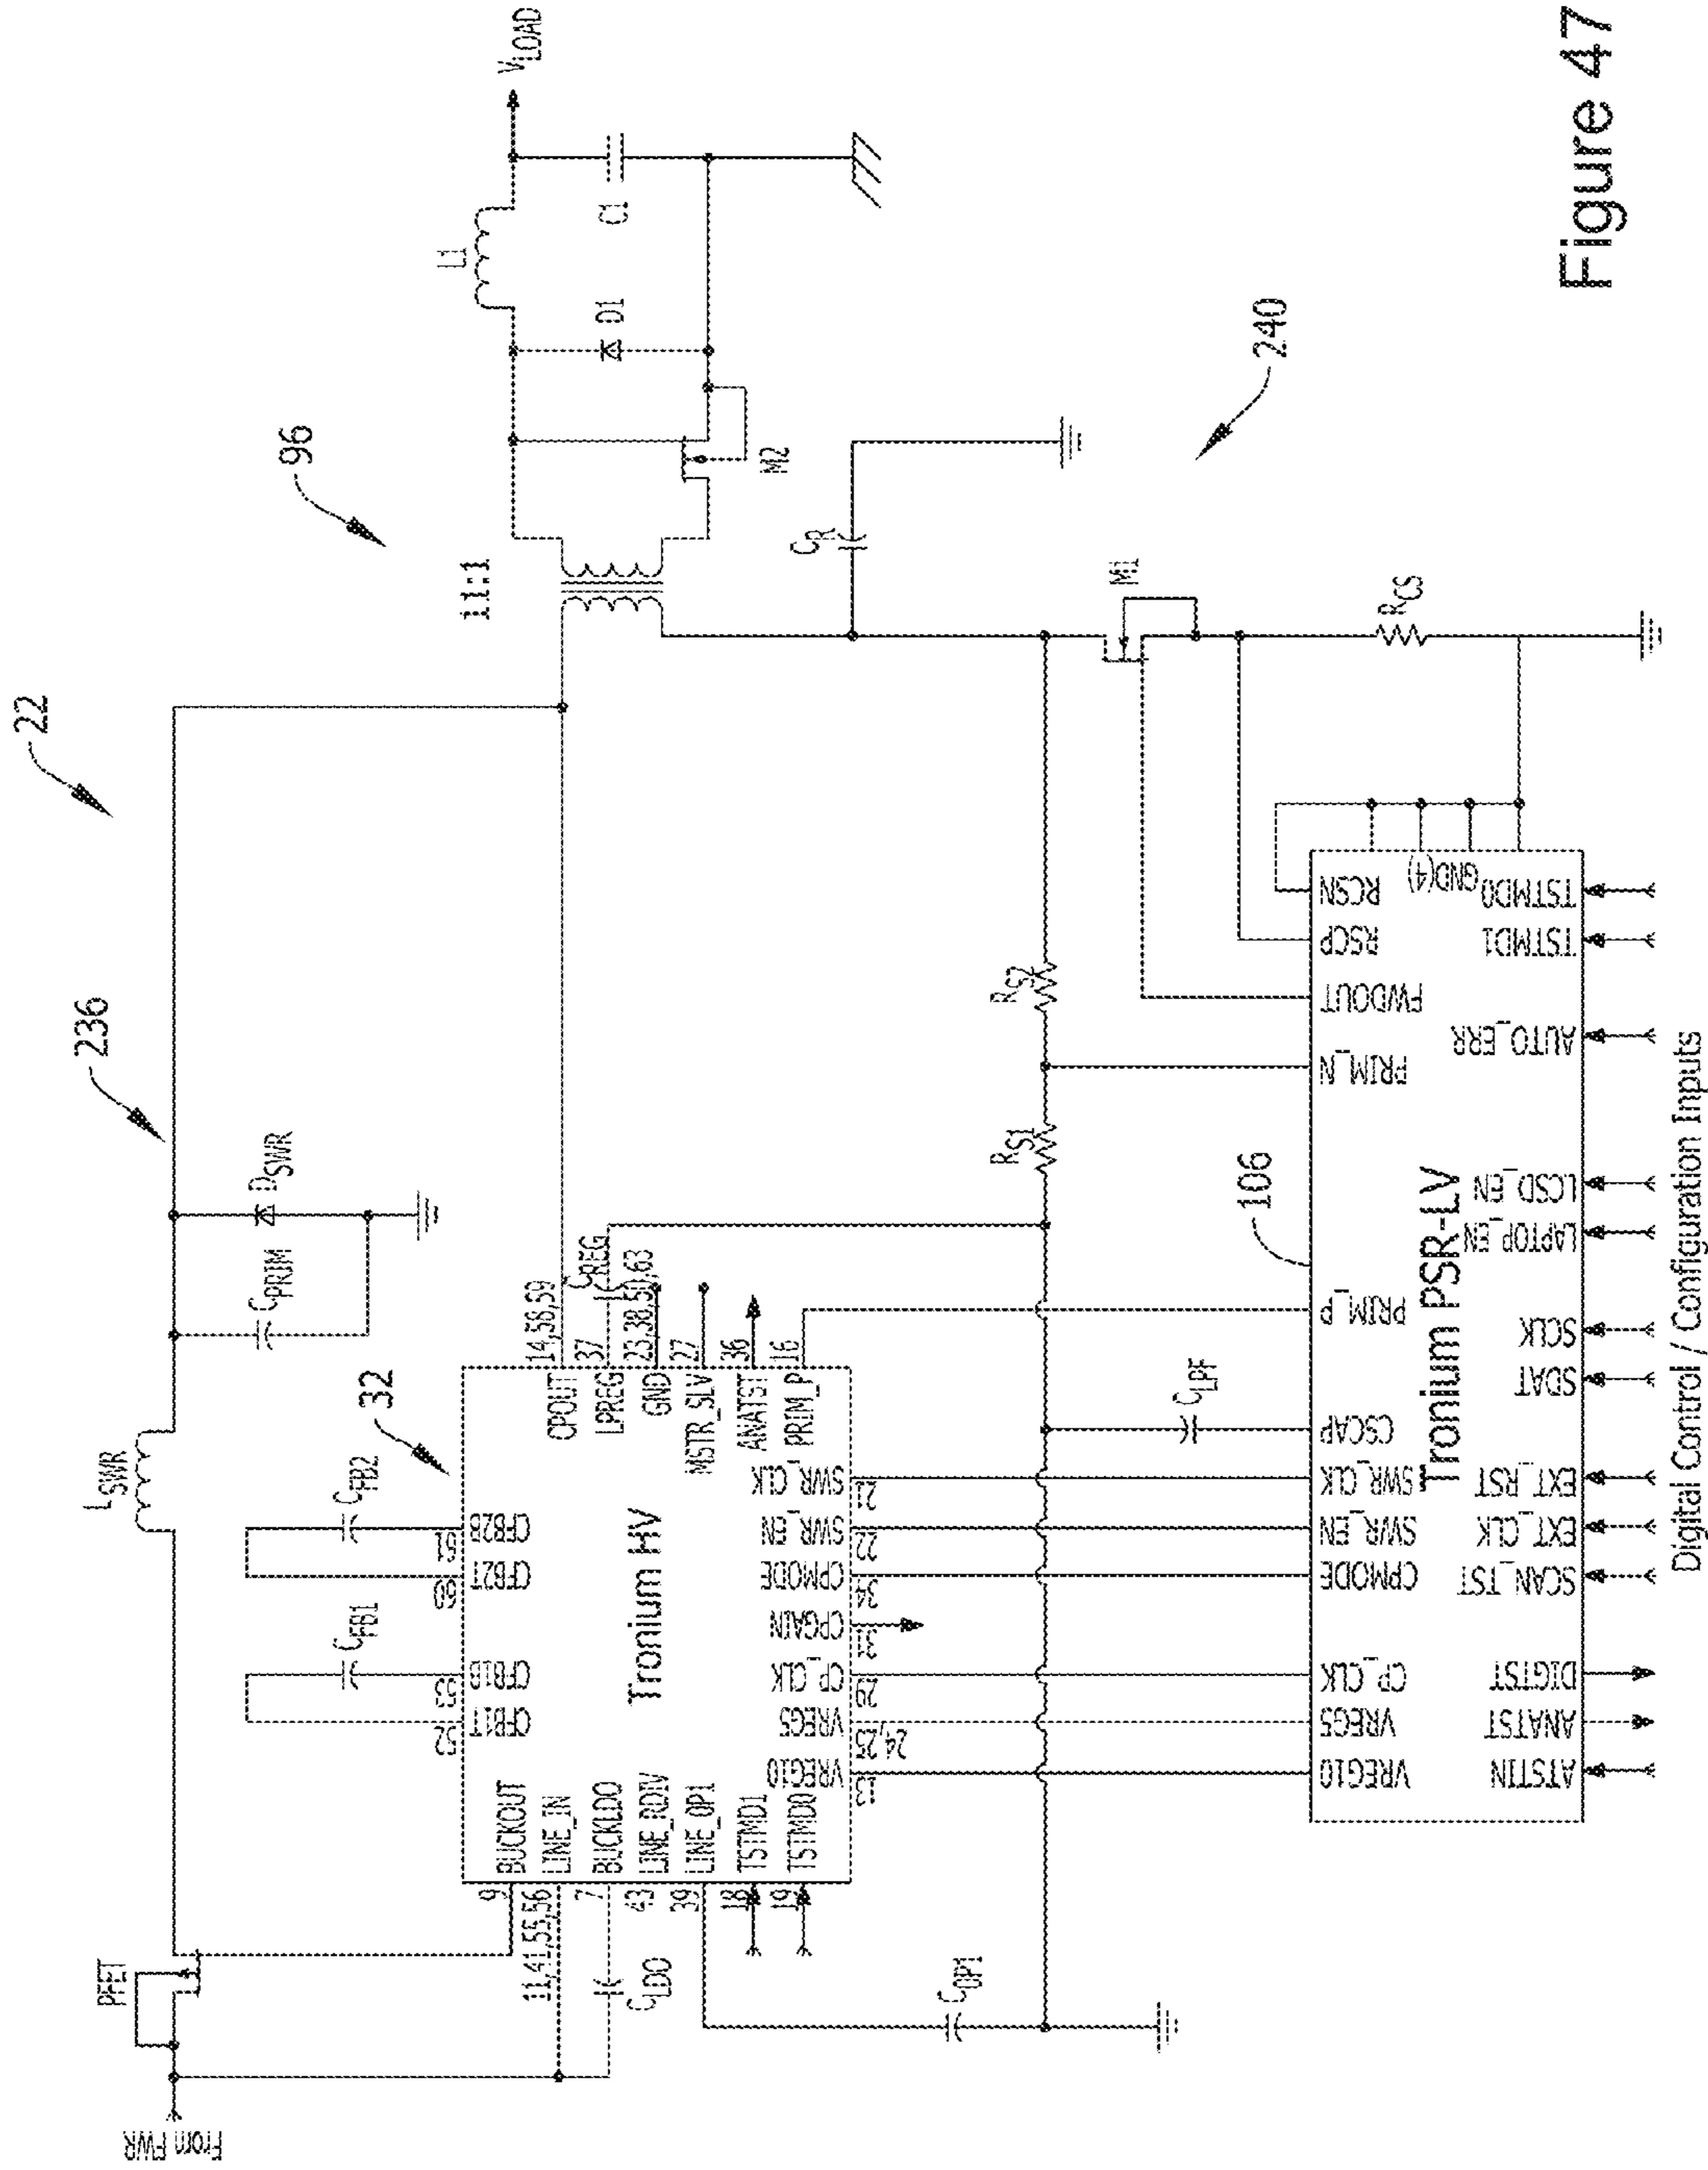 Figure 47
22
236
96
240
From FWR
PFET
LSWR
CPRIM
DSWR
11:1
L1
D1
C1
M2
VLOAD
CFB1
CFB2
32
CR
M1
RCS
CREG
CLDO
COP1
RS1
RS2
CLPF
106
Tronium HV
52
CFB1T
53
CFB1B
60
CFB2T
61
CFB2B
9
BUCKOUT
11,41,55,56
LINE_IN
7
BUCKLDO
43
LINE_RDIV
39
LINE_OP1
18
TSTMD1
19
TSTMD0
CPOUT
14,58,59
LPREG
37
GND
23,38,50,63
MSTR_SLV
27
ANATST
36
PRIM_P
16
VREG10
13
VREG5
24,25
CP_CLK
29
CPGAIN
31
CPMODE
34
SWR_EN
22
SWR_CLK
21
Tronium PSR-LV
VREG10
VREG5
CP_CLK
CPMODE
SWR_EN
SWR_CLK
CSCAP
PRIM_P
PRIM_N
FWDOUT
RSCP
RCSN
GND(4)
ATSTIN
ANATST
DIGTST
SCAN_TST
EXT_CLK
EXT_RST
SDAT
SCLK
LAPTOP_EN
LCSD_EN
AUTO_ERR
TSTMD1
TSTMD0
Digital Control / Configuration Inputs